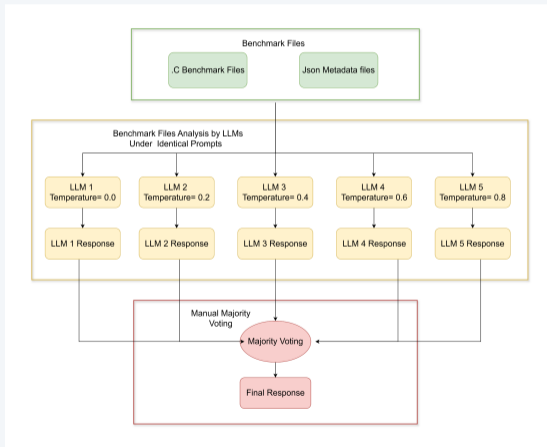 Benchmark Files
.C Benchmark Files
Json Metadata files
Benchmark Files Analysis by LLMs
Under Identical Prompts
LLM 1
Temperature= 0.0
LLM 2
Temperature= 0.2
LLM 3
Temperature= 0.4
LLM 4
Temperature= 0.6
LLM 5
Temperature= 0.8
LLM 1 Response
LLM 2 Response
LLM 3 Response
LLM 4 Response
LLM 5 Response
Manual Majority
Voting
Majority Voting
Final Response